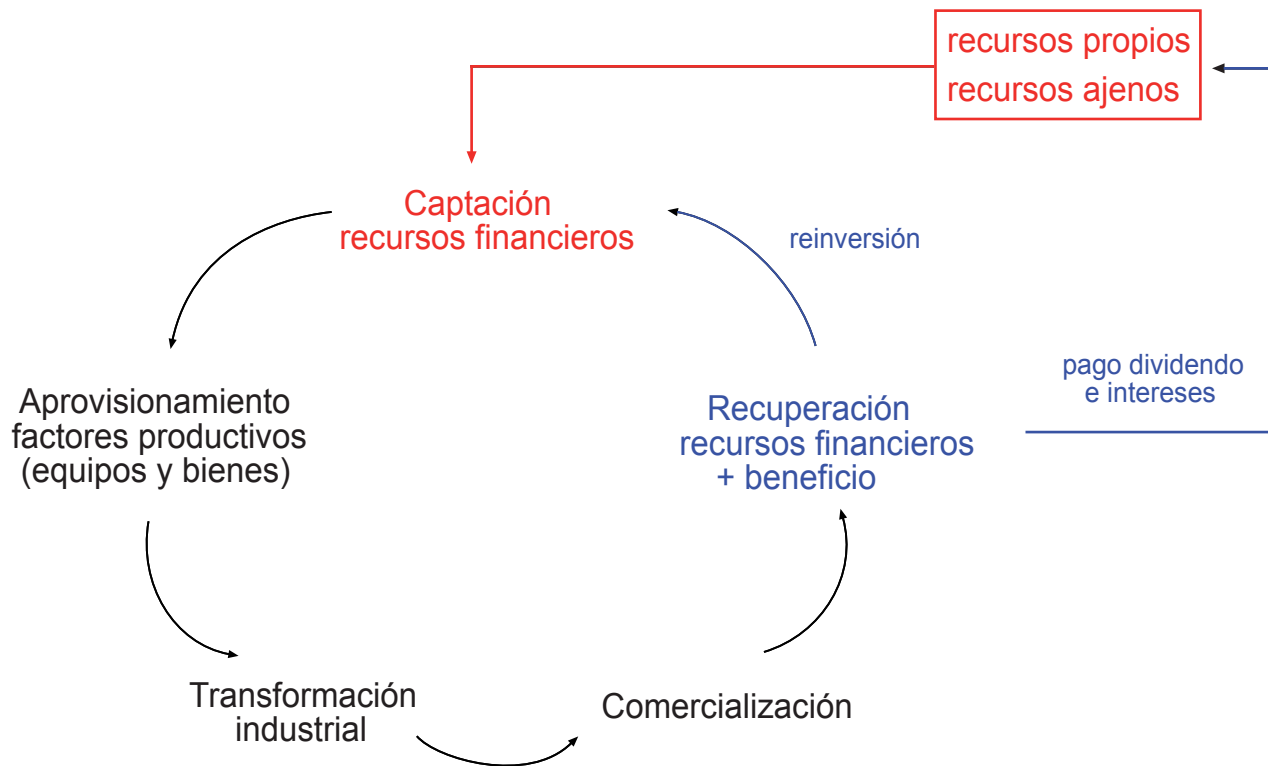 recursos propios
recursos ajenos
Captación
recursos financieros
reinversión
Aprovisionamiento
factores productivos
(equipos y bienes)
Recuperación
recursos financieros
+ beneficio
pago dividendo
e intereses
Transformación
industrial
Comercialización